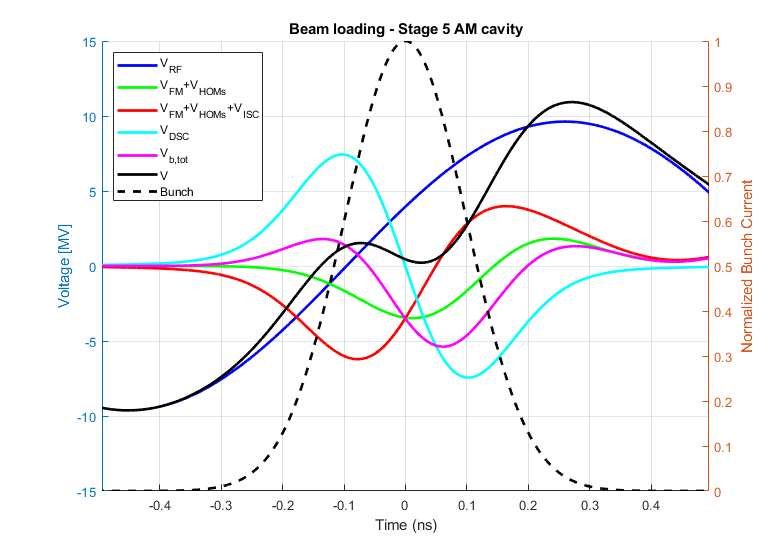 Beam loading - Stage 5 AM cavity
V_RF
V_FM+V_HOMs
V_FM+V_HOMs+V_ISC
V_DSC
V_b,tot
V
Bunch
15
10
5
0
-5
-10
-15
Voltage [MV]
1
0.9
0.8
0.7
0.6
0.5
0.4
0.3
0.2
0.1
0
Normalized Bunch Current
-0.4 -0.3 -0.2 -0.1 0 0.1 0.2 0.3 0.4
Time (ns)